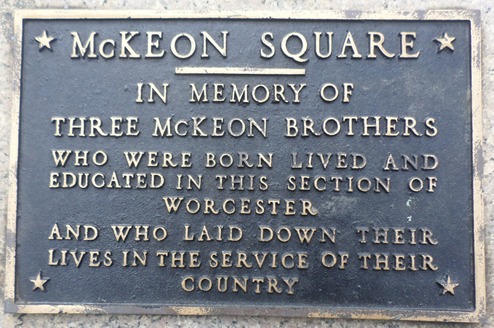 McKEON SQUARE
IN MEMORY OF
THREE McKEON BROTHERS
WHO WERE BORN LIVED AND
EDUCATED IN THIS SECTION OF
WORCESTER
AND WHO LAID DOWN THEIR
LIVES IN THE SERVICE OF THEIR
COUNTRY